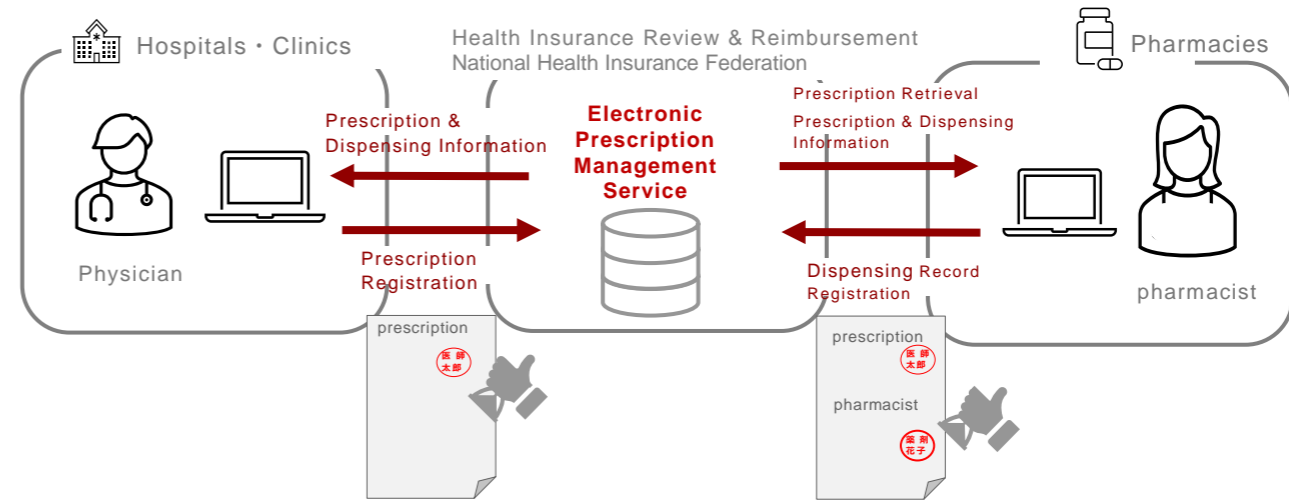 Hospitals・Clinics
Health Insurance Review & Reimbursement
National Health Insurance Federation
Pharmacies
Prescription &
Dispensing Information
Electronic
Prescription
Management
Service
Prescription Retrieval
Prescription & Dispensing
Information
Physician
Prescription
Registration
Dispensing Record
Registration
pharmacist
prescription
医師
太郎
prescription
医師
太郎
pharmacist
薬剤
花子